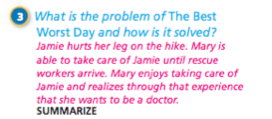 3 What is the problem of The Best
Worst Day and how is it solved?
Jamie hurts her leg on the hike. Mary is
able to take care of Jamie until rescue
workers arrive. Mary enjoys taking care of
Jamie and realizes through that experience
that she wants to be a doctor.
SUMMARIZE